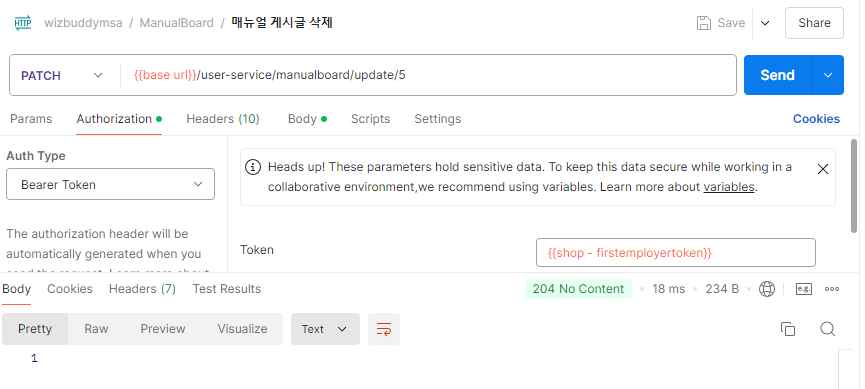 HTTP wizbuddymsa / ManualBoard / 매뉴얼 게시글 삭제 Save Share
PATCH {{base url}}/user-service/manualboard/update/5 Send
Params Authorization Headers (10) Body Scripts Settings Cookies
Auth Type
Bearer Token
The authorization header will be
automatically generated when you
Heads up! These parameters hold sensitive data. To keep this data secure while working in a
collaborative environment,we recommend using variables. Learn more about variables.
Token {{shop - firstemployertoken}}
Body Cookies Headers (7) Test Results 204 No Content 18 ms 234 B e.g.
Pretty Raw Preview Visualize Text
1